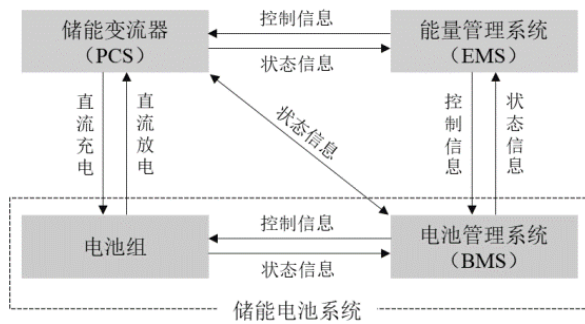 储能变流器
（PCS）
控制信息
状态信息
能量管理系统
（EMS）
直流充电
直流放电
状态信息
控制信息
状态信息
电池组
控制信息
状态信息
电池管理系统
（BMS）
储能电池系统